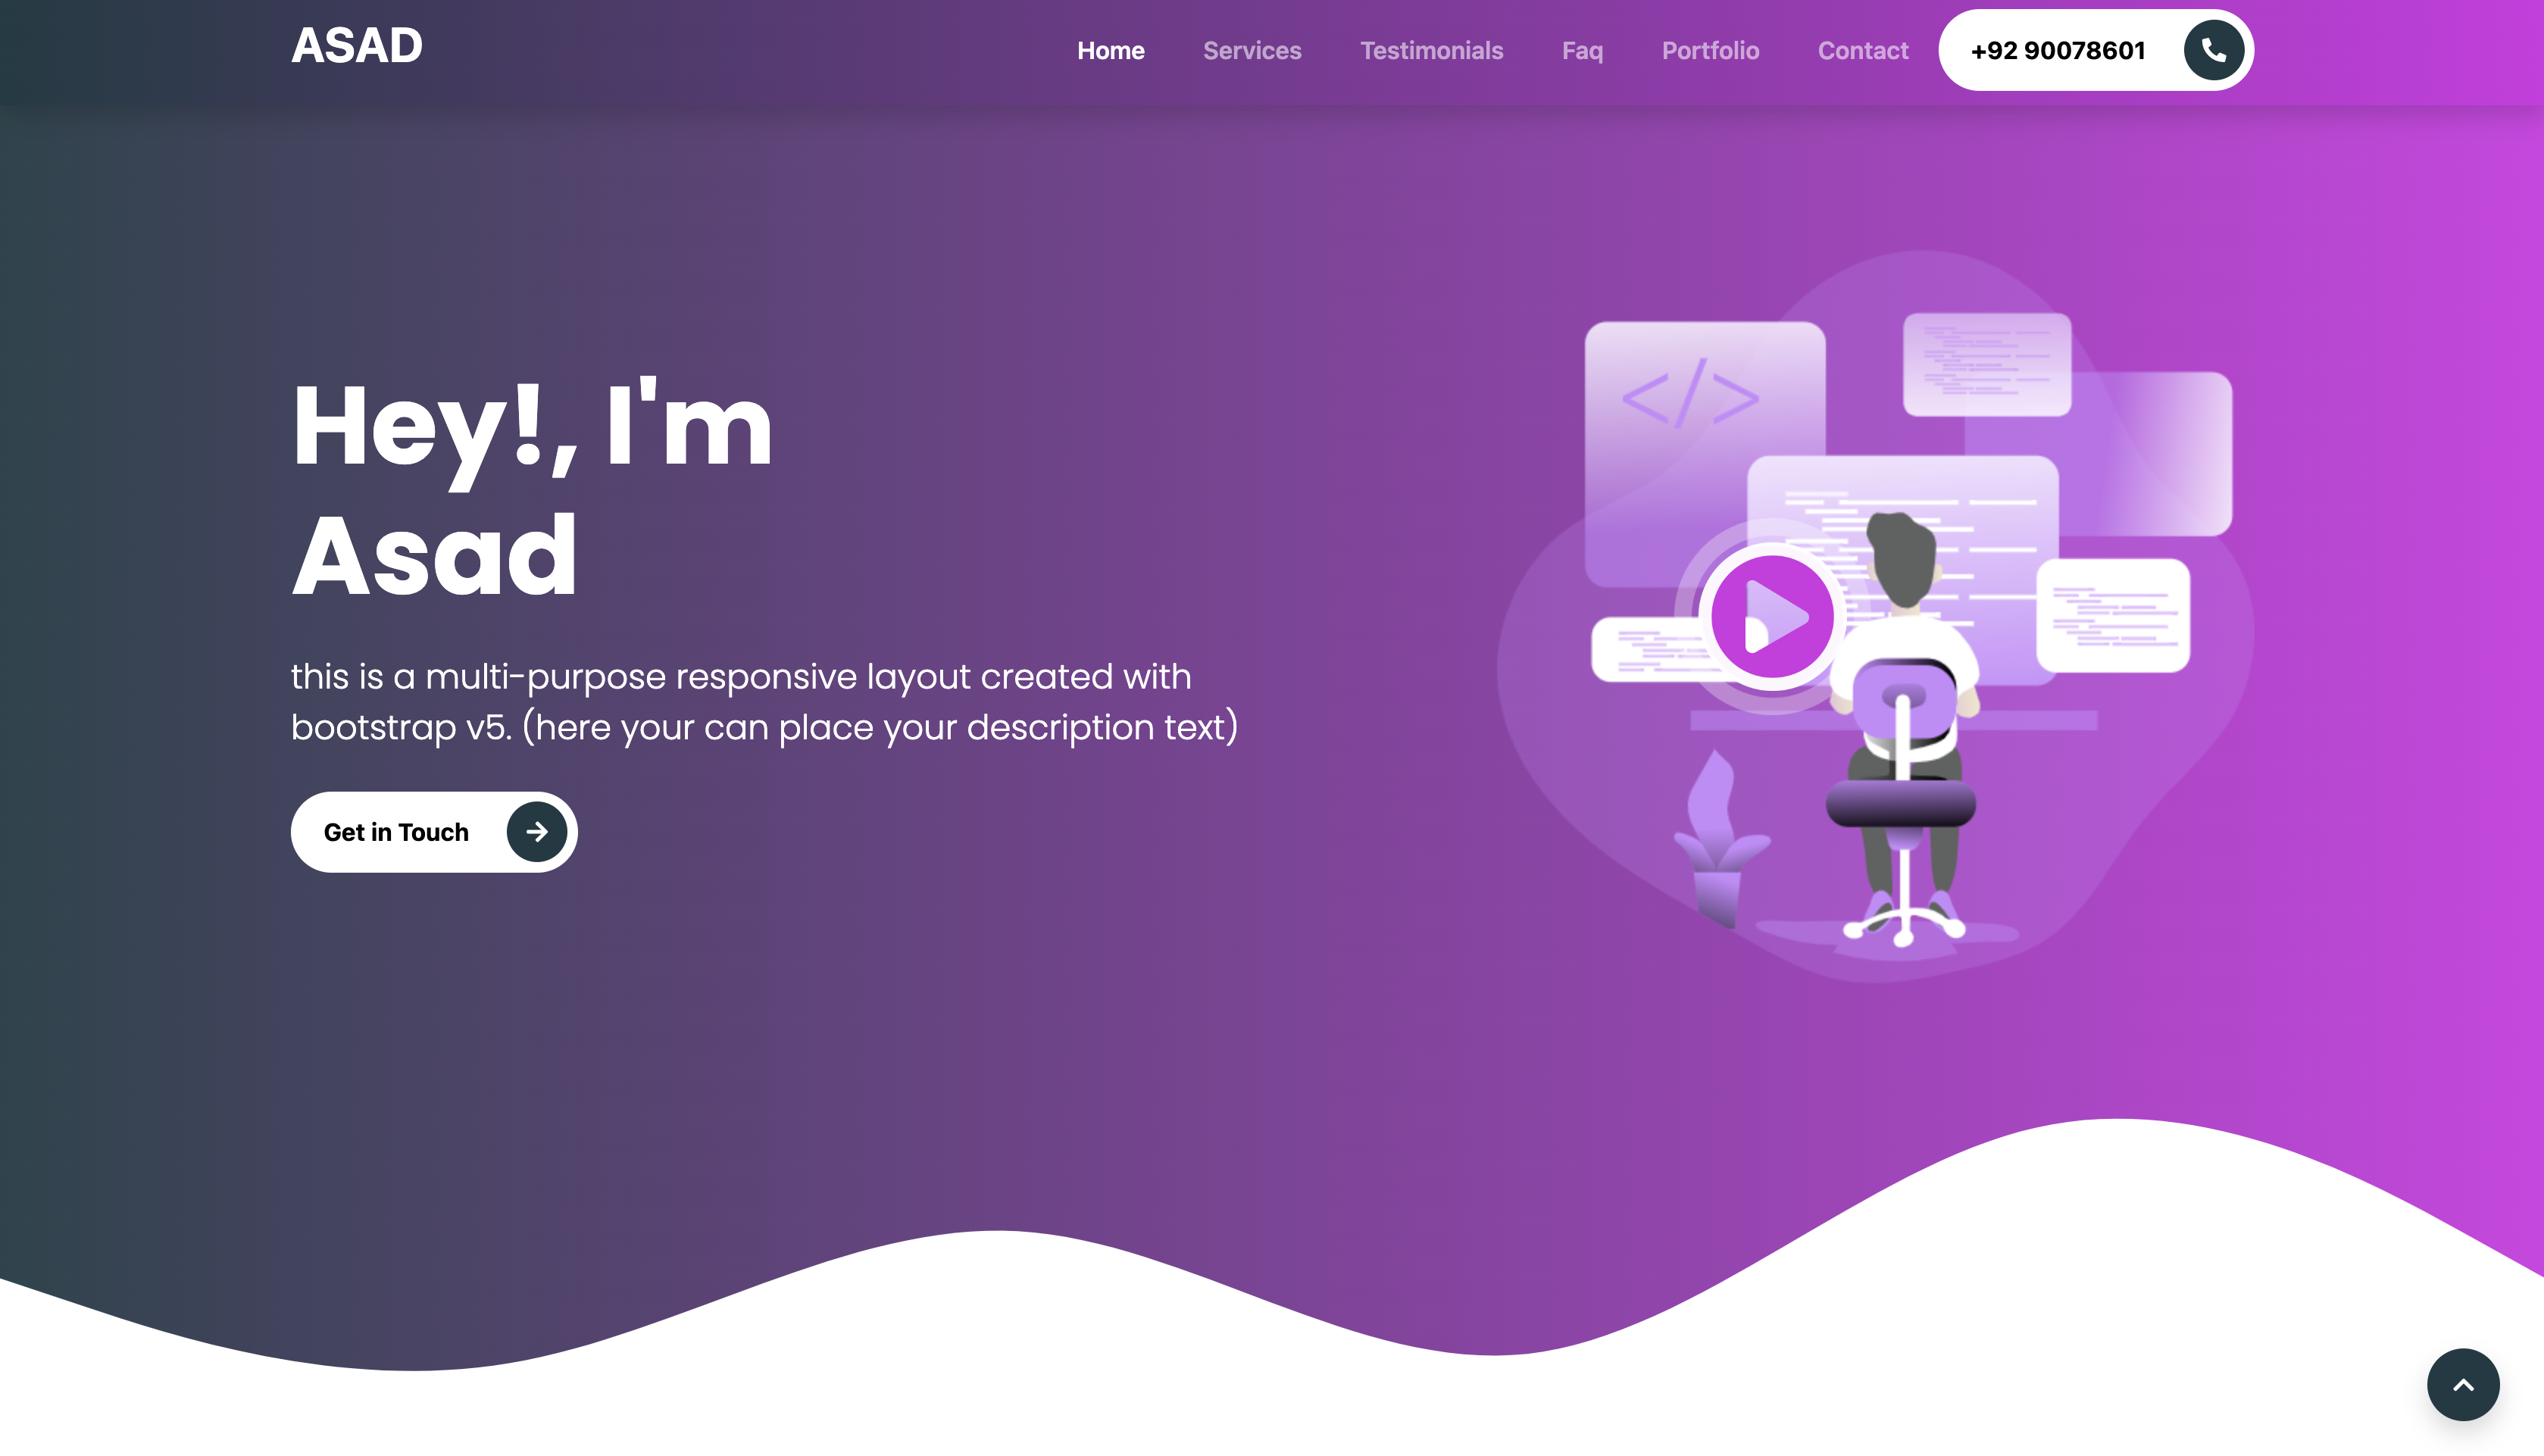 ASAD
Home Services Testimonials Faq Portfolio Contact +92 90078601
</>
Hey!, I'm
Asad
this is a multi-purpose responsive layout created with
bootstrap v5. (here your can place your description text)
Get in Touch